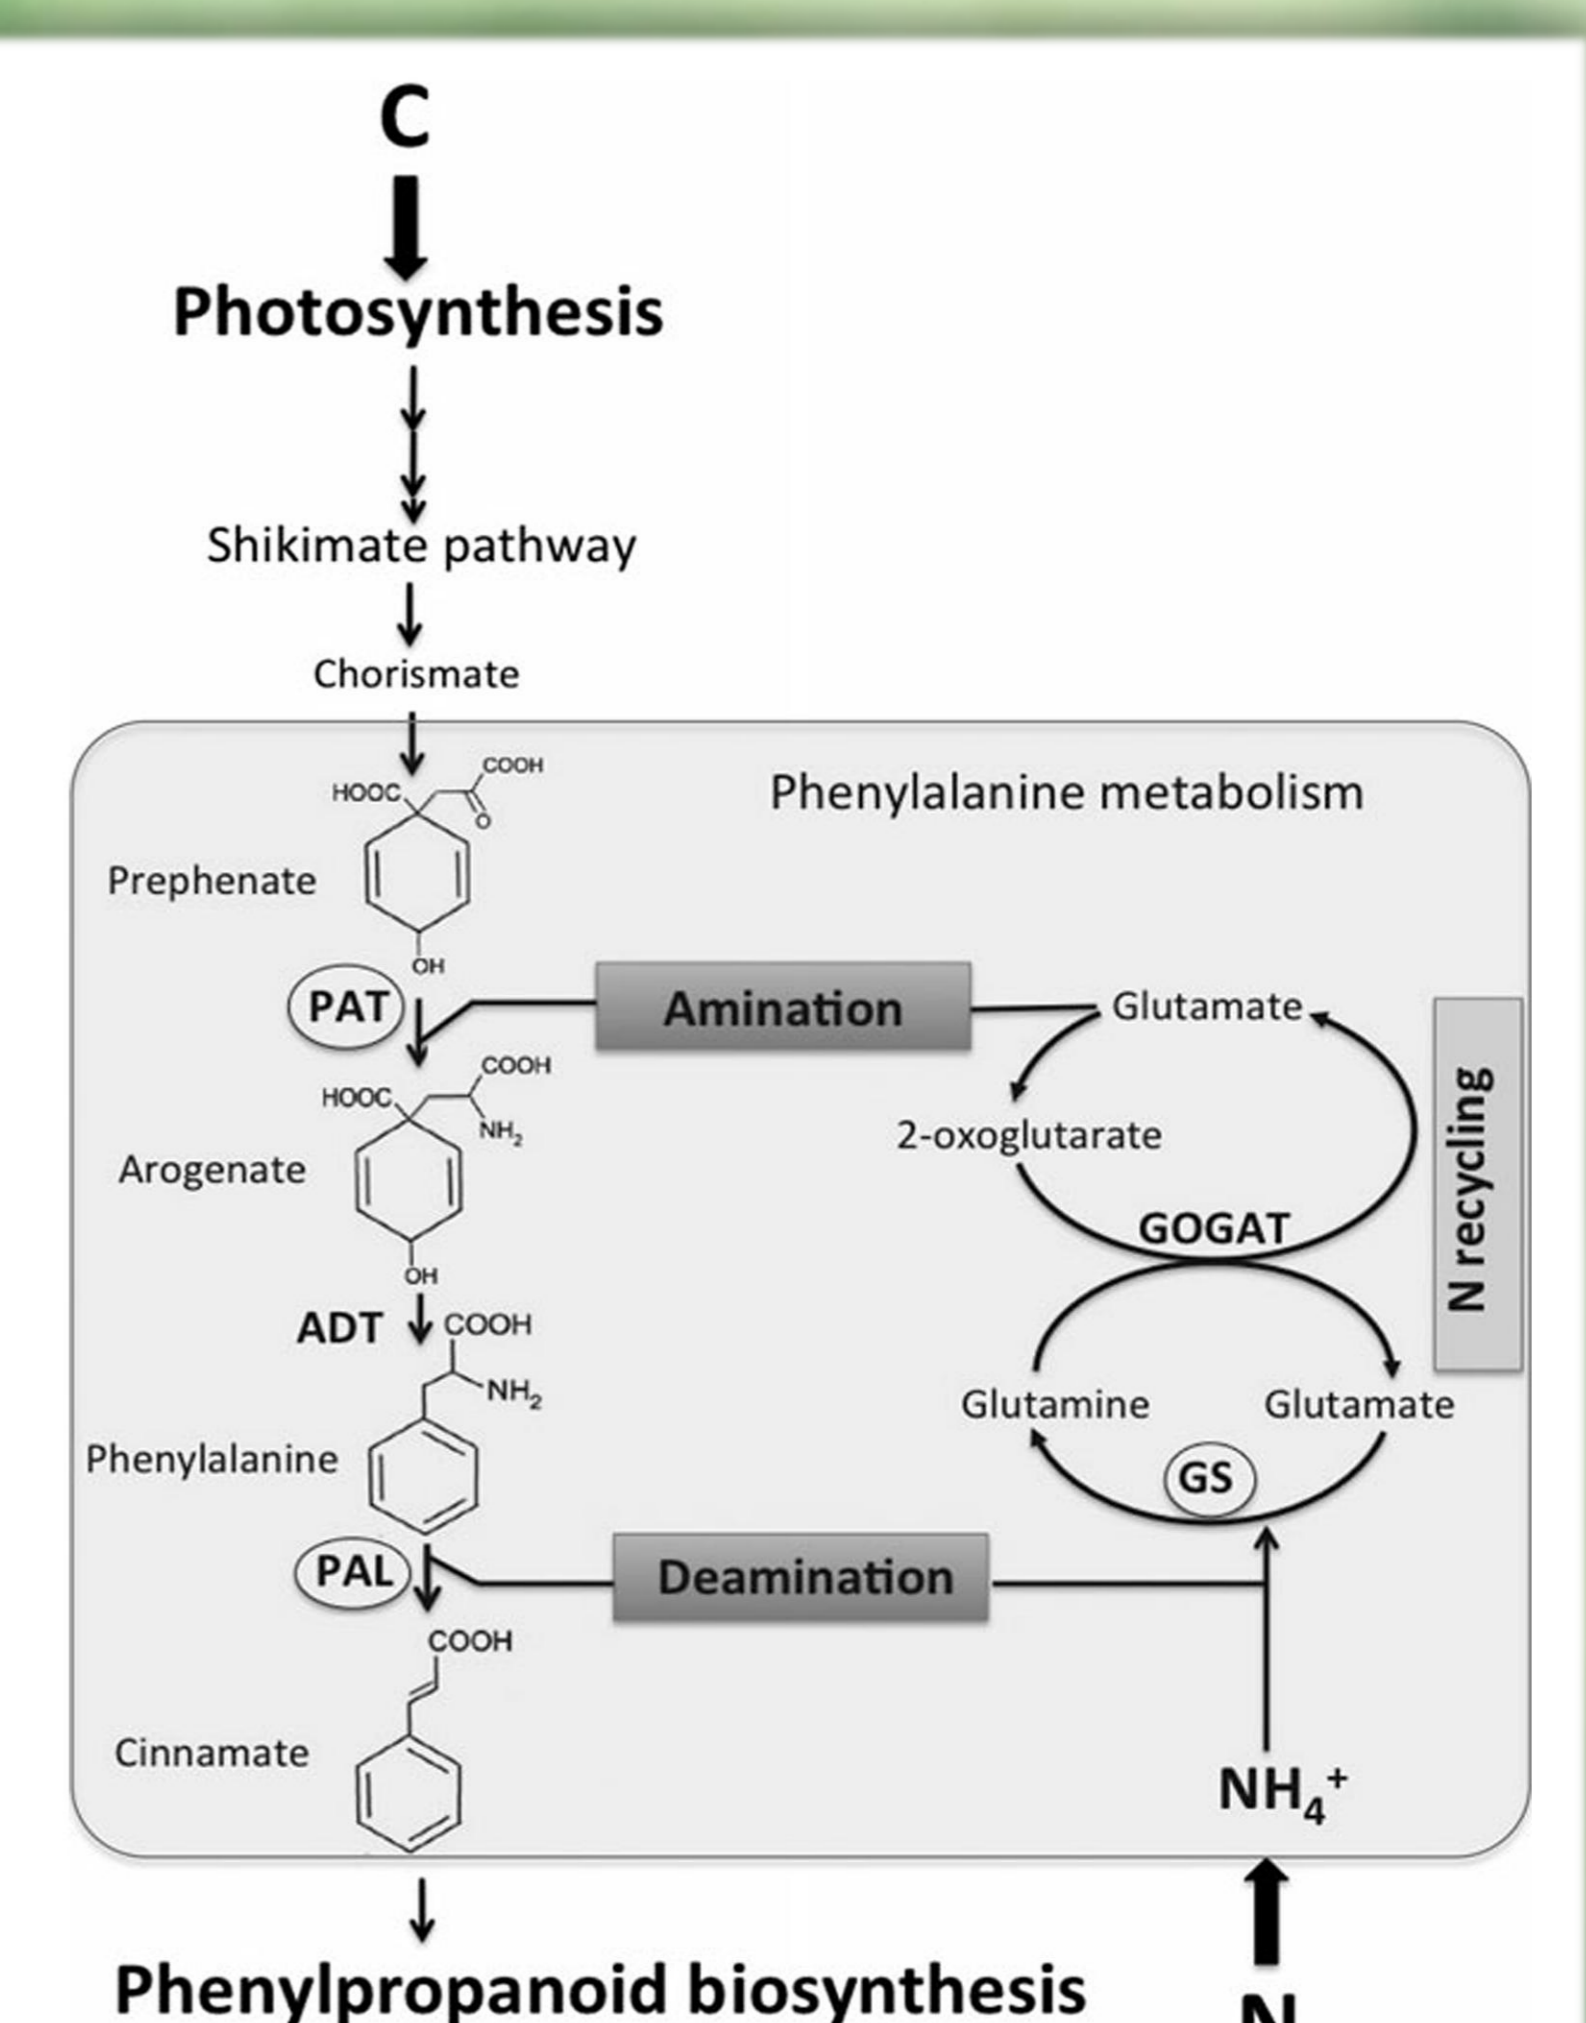 C
Photosynthesis
Shikimate pathway
Chorismate
Phenylalanine metabolism
HOOC
COOH
O
Prephenate
OH
PAT
Amination
Glutamate
HOOC
COOH
NH₂
2-oxoglutarate
Arogenate
GOGAT
N recycling
OH
ADT
COOH
NH₂
Glutamine
Glutamate
Phenylalanine
GS
PAL
Deamination
COOH
Cinnamate
NH₄⁺
Phenylpropanoid biosynthesis
N